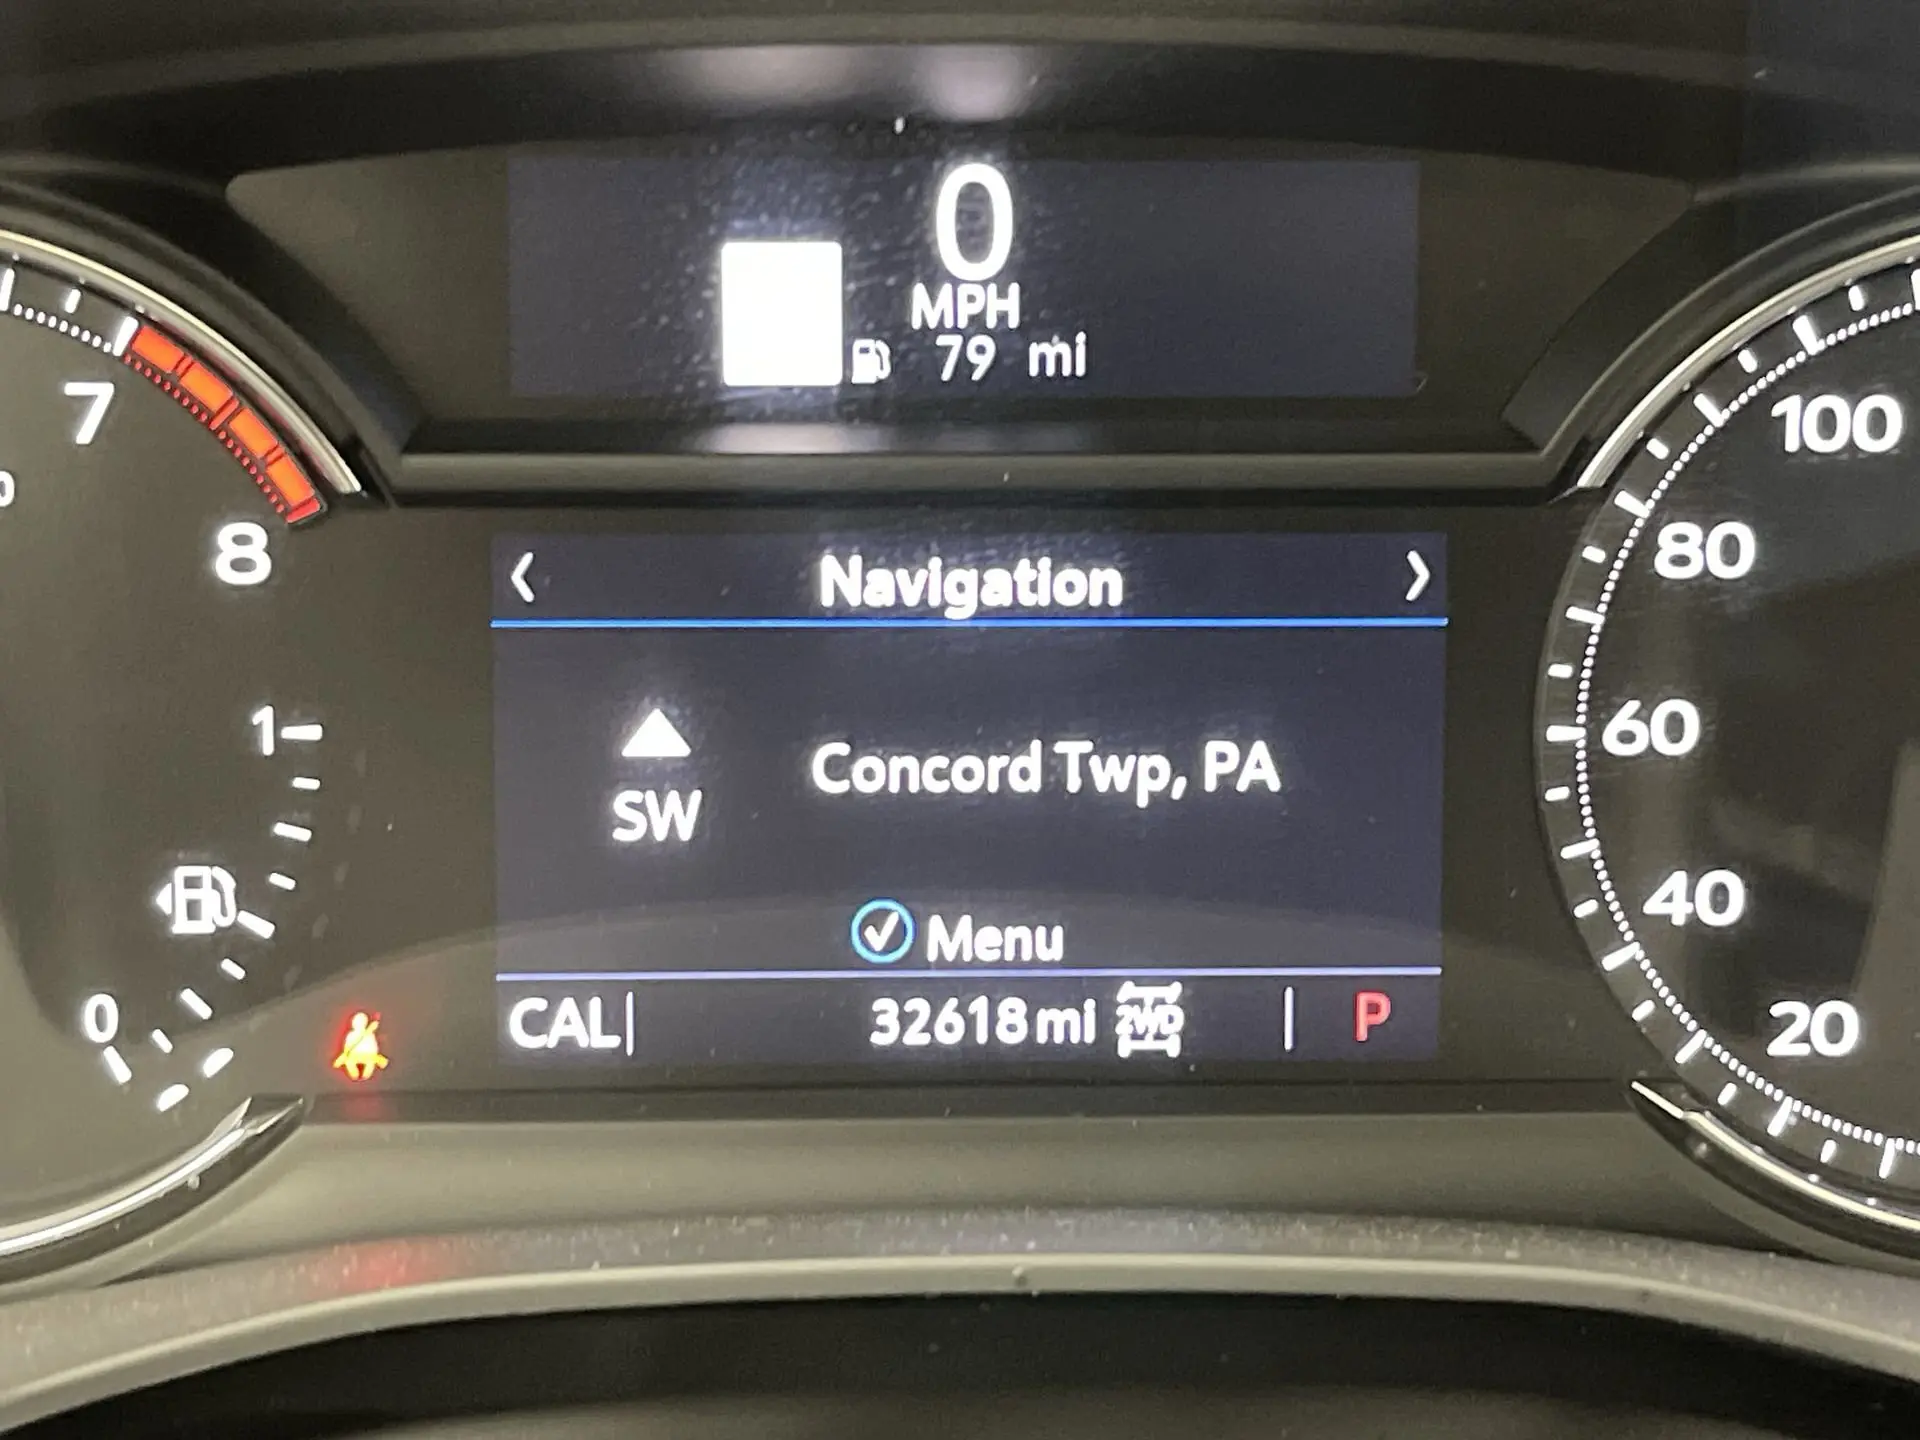 0
MPH
79 mi
7
8
1
0
< Navigation >
SW
Concord Twp, PA
Menu
CAL| 32618 mi 2WD | P
100
80
60
40
20